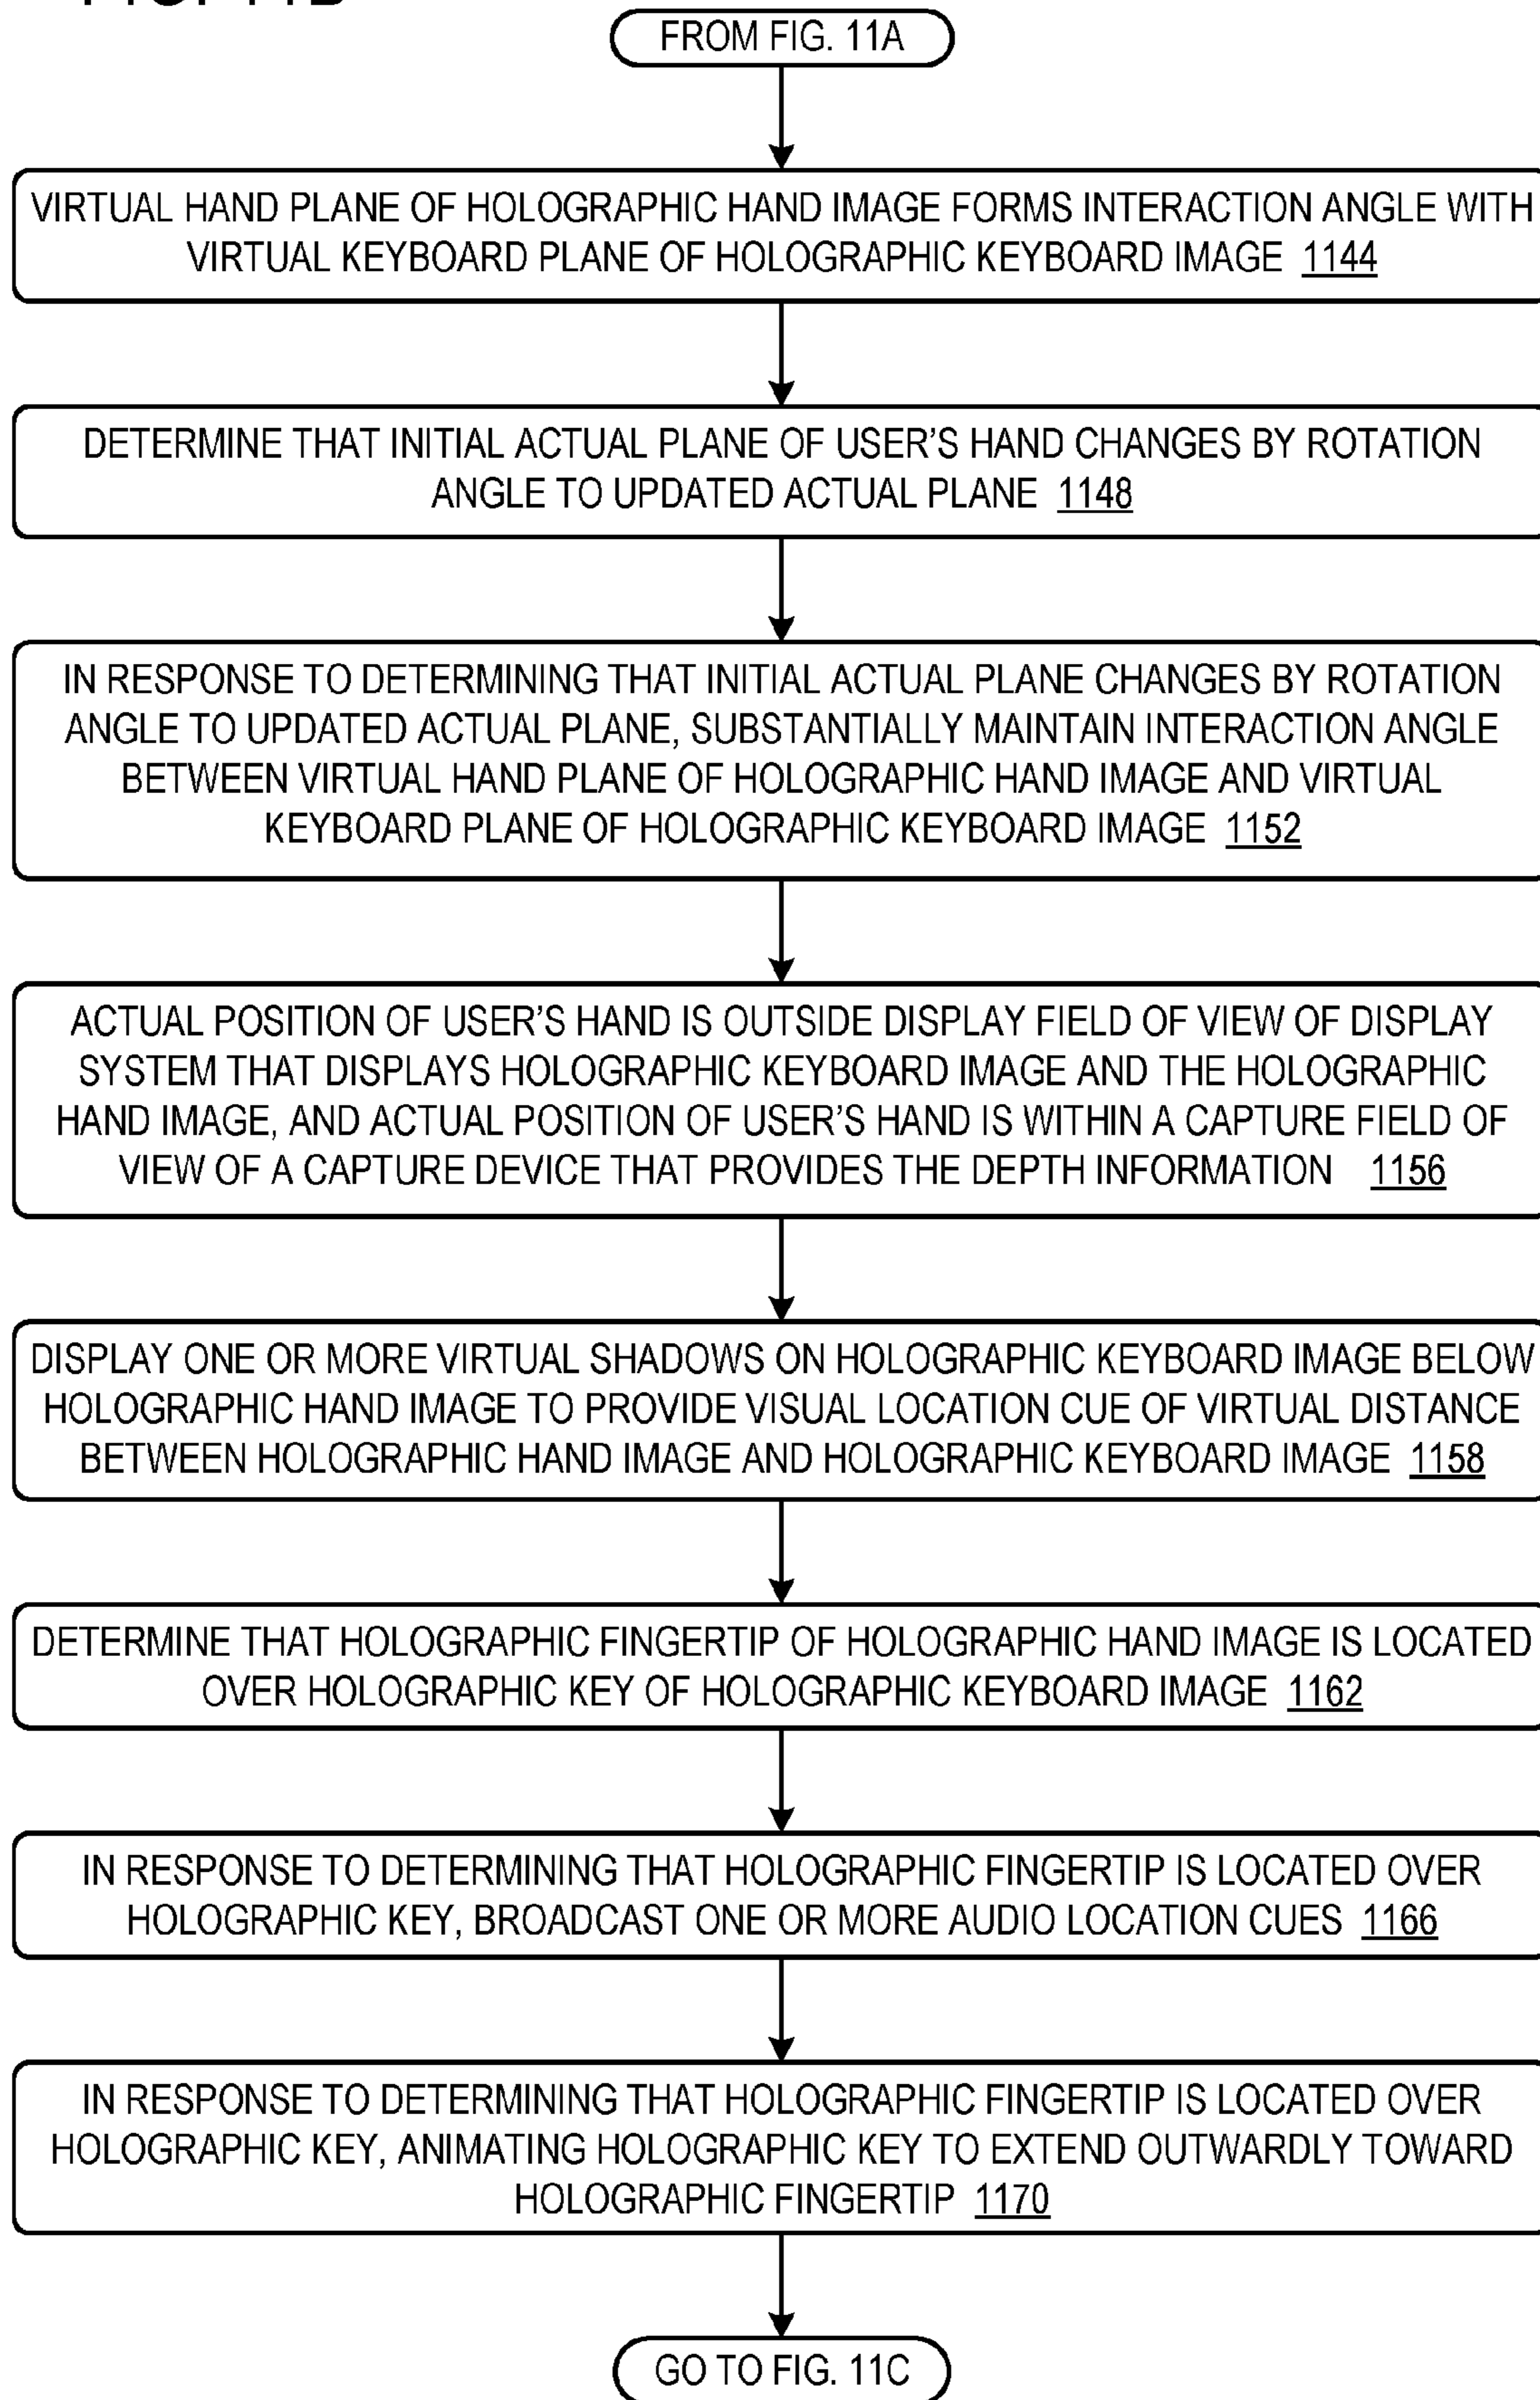 FROM FIG. 11A
VIRTUAL HAND PLANE OF HOLOGRAPHIC HAND IMAGE FORMS INTERACTION ANGLE WITH
VIRTUAL KEYBOARD PLANE OF HOLOGRAPHIC KEYBOARD IMAGE 1144
DETERMINE THAT INITIAL ACTUAL PLANE OF USER'S HAND CHANGES BY ROTATION
ANGLE TO UPDATED ACTUAL PLANE 1148
IN RESPONSE TO DETERMINING THAT INITIAL ACTUAL PLANE CHANGES BY ROTATION
ANGLE TO UPDATED ACTUAL PLANE, SUBSTANTIALLY MAINTAIN INTERACTION ANGLE
BETWEEN VIRTUAL HAND PLANE OF HOLOGRAPHIC HAND IMAGE AND VIRTUAL
KEYBOARD PLANE OF HOLOGRAPHIC KEYBOARD IMAGE 1152
ACTUAL POSITION OF USER'S HAND IS OUTSIDE DISPLAY FIELD OF VIEW OF DISPLAY
SYSTEM THAT DISPLAYS HOLOGRAPHIC KEYBOARD IMAGE AND THE HOLOGRAPHIC
HAND IMAGE, AND ACTUAL POSITION OF USER'S HAND IS WITHIN A CAPTURE FIELD OF
VIEW OF A CAPTURE DEVICE THAT PROVIDES THE DEPTH INFORMATION 1156
DISPLAY ONE OR MORE VIRTUAL SHADOWS ON HOLOGRAPHIC KEYBOARD IMAGE BELOW
HOLOGRAPHIC HAND IMAGE TO PROVIDE VISUAL LOCATION CUE OF VIRTUAL DISTANCE
BETWEEN HOLOGRAPHIC HAND IMAGE AND HOLOGRAPHIC KEYBOARD IMAGE 1158
DETERMINE THAT HOLOGRAPHIC FINGERTIP OF HOLOGRAPHIC HAND IMAGE IS LOCATED
OVER HOLOGRAPHIC KEY OF HOLOGRAPHIC KEYBOARD IMAGE 1162
IN RESPONSE TO DETERMINING THAT HOLOGRAPHIC FINGERTIP IS LOCATED OVER
HOLOGRAPHIC KEY, BROADCAST ONE OR MORE AUDIO LOCATION CUES 1166
IN RESPONSE TO DETERMINING THAT HOLOGRAPHIC FINGERTIP IS LOCATED OVER
HOLOGRAPHIC KEY, ANIMATING HOLOGRAPHIC KEY TO EXTEND OUTWARDLY TOWARD
HOLOGRAPHIC FINGERTIP 1170
GO TO FIG. 11C